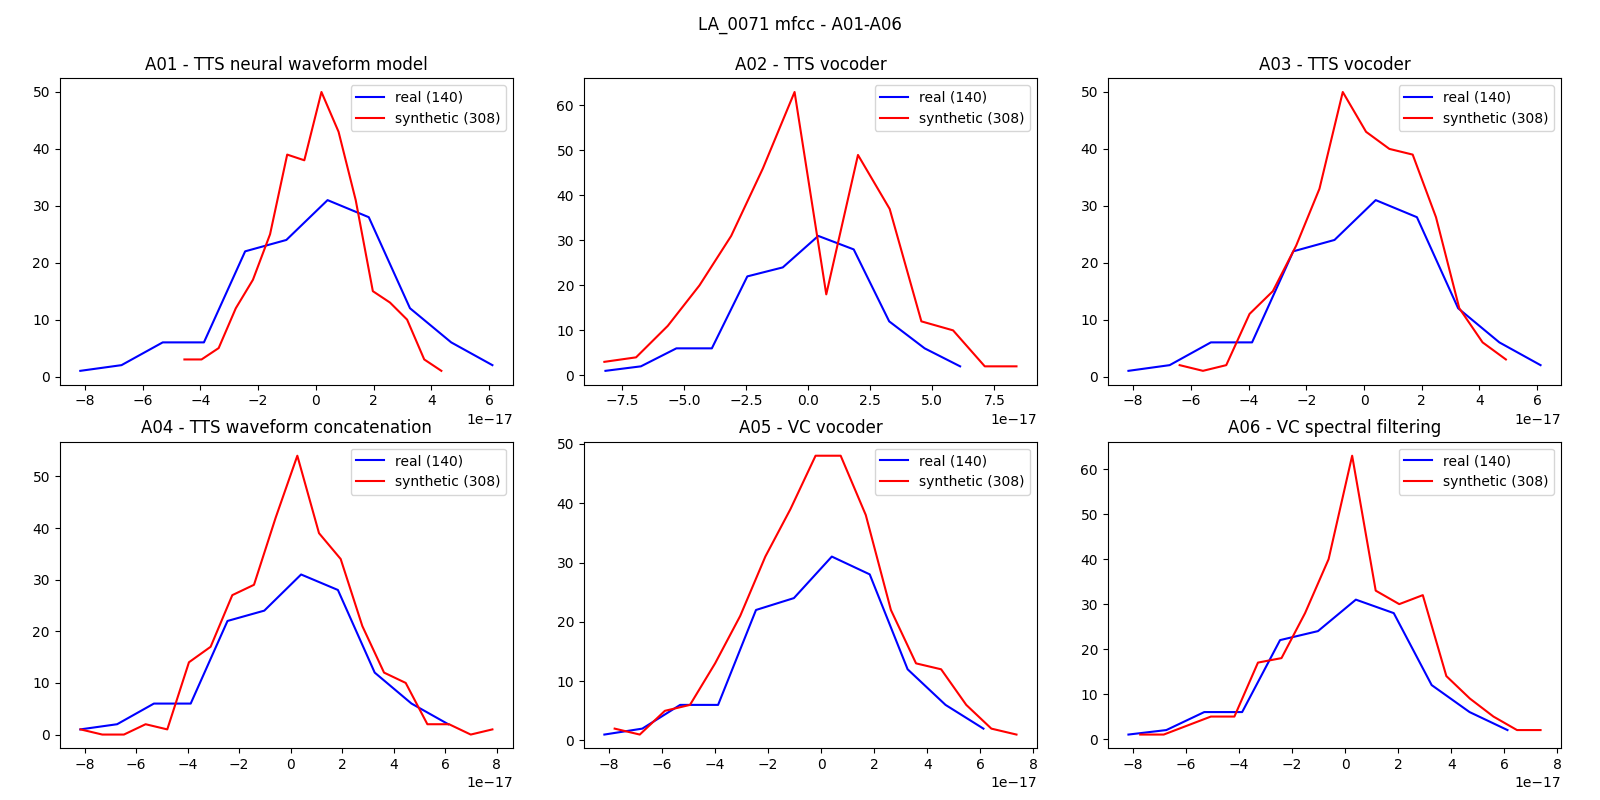 LA_0071 mfcc - A01-A06
A01 - TTS neural waveform model
50
40
30
20
10
0
real (140)
synthetic (308)
−8 −6 −4 −2 0 2 4 6
1e−17
A02 - TTS vocoder
60
50
40
30
20
10
0
real (140)
synthetic (308)
−7.5 −5.0 −2.5 0.0 2.5 5.0 7.5
1e−17
A03 - TTS vocoder
50
40
30
20
10
0
real (140)
synthetic (308)
−8 −6 −4 −2 0 2 4 6
1e−17
A04 - TTS waveform concatenation
50
40
30
20
10
0
real (140)
synthetic (308)
−8 −6 −4 −2 0 2 4 6 8
1e−17
A05 - VC vocoder
50
40
30
20
10
0
real (140)
synthetic (308)
−8 −6 −4 −2 0 2 4 6 8
1e−17
A06 - VC spectral filtering
60
50
40
30
20
10
0
real (140)
synthetic (308)
−8 −6 −4 −2 0 2 4 6 8
1e−17